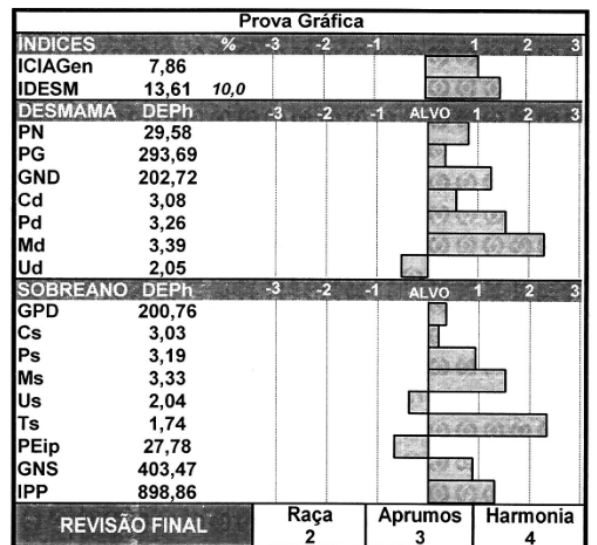 Prova Gráfica
INDICES % -3 -2 -1 1 2 3
ICIAGen 7,86
IDESM 13,61 10,0
DESMAMA DEPh -3 -2 -1 ALVO 1 2 3
PN 29,58
PG 293,69
GND 202,72
Cd 3,08
Pd 3,26
Md 3,39
Ud 2,05
SOBREANO DEPh -3 -2 -1 ALVO 1 2 3
GPD 200,76
Cs 3,03
Ps 3,19
Ms 3,33
Us 2,04
Ts 1,74
PEip 27,78
GNS 403,47
IPP 898,86
REVISÃO FINAL Raça Aprumos Harmonia
2 3 4